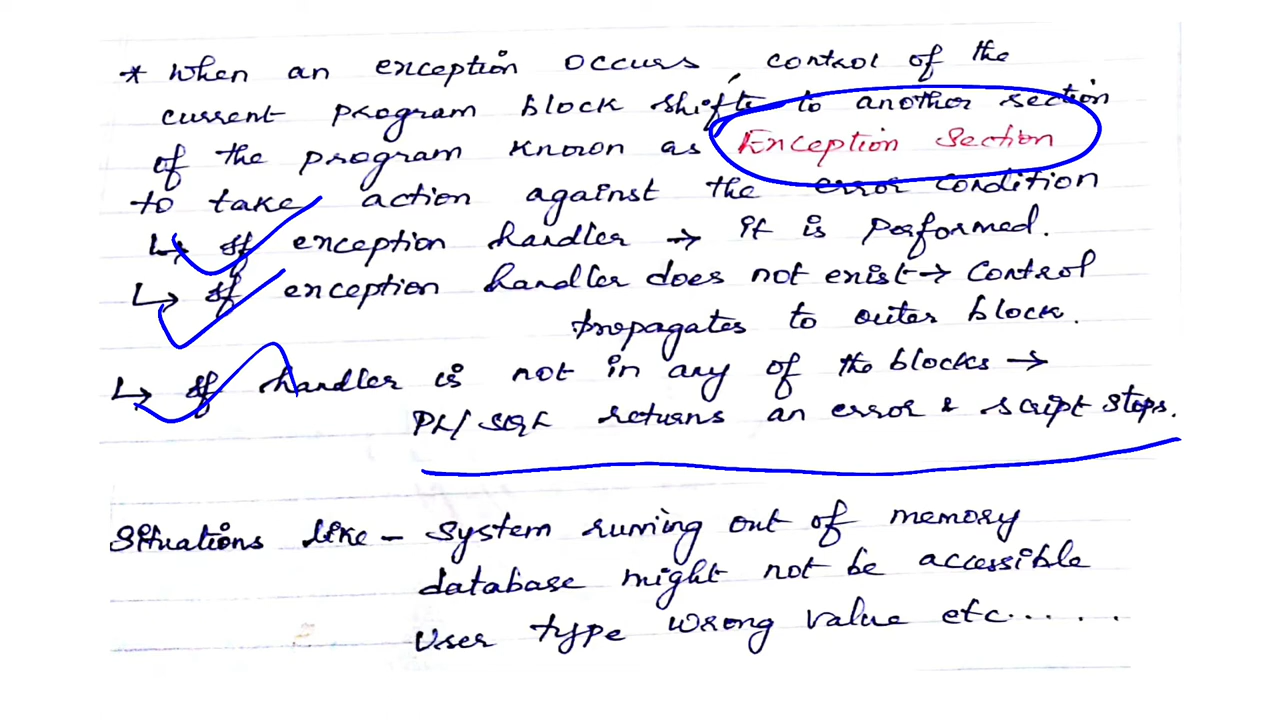 * When an exception occurs, control of the
current program block shifts to another section
of the program known as Exception Section
to take action against the error condition
↳ If exception handler → it is performed.
↳ If exception handler does not exist → Control
propagates to outer block.
↳ If handler is not in any of the blocks →
PL/SQL returns an error & script stops.
Situations like - System running out of memory
database might not be accessible
User type wrong value etc......